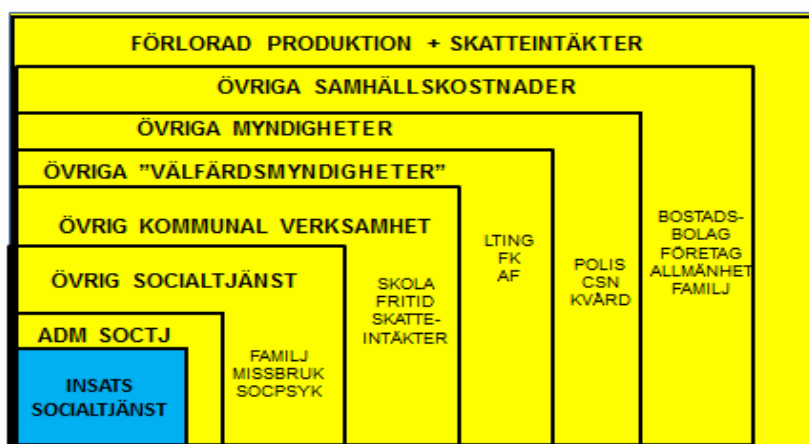 FÖRLORAD PRODUKTION + SKATTEINTÄKTER
ÖVRIGA SAMHÄLLSKOSTNADER
ÖVRIGA MYNDIGHETER
ÖVRIGA "VÄLFÄRDSMYNDIGHETER"
ÖVRIG KOMMUNAL VERKSAMHET
ÖVRIG SOCIALTJÄNST
ADM SOCTJ
INSATS
SOCIALTJÄNST
FAMILJ
MISSBRUK
SOCPSYK
SKOLA
FRITID
SKATTE-
INTÄKTER
LTING
FK
AF
POLIS
CSN
KVÅRD
BOSTADS-
BOLAG
FÖRETAG
ALLMÄNHET
FAMILJ